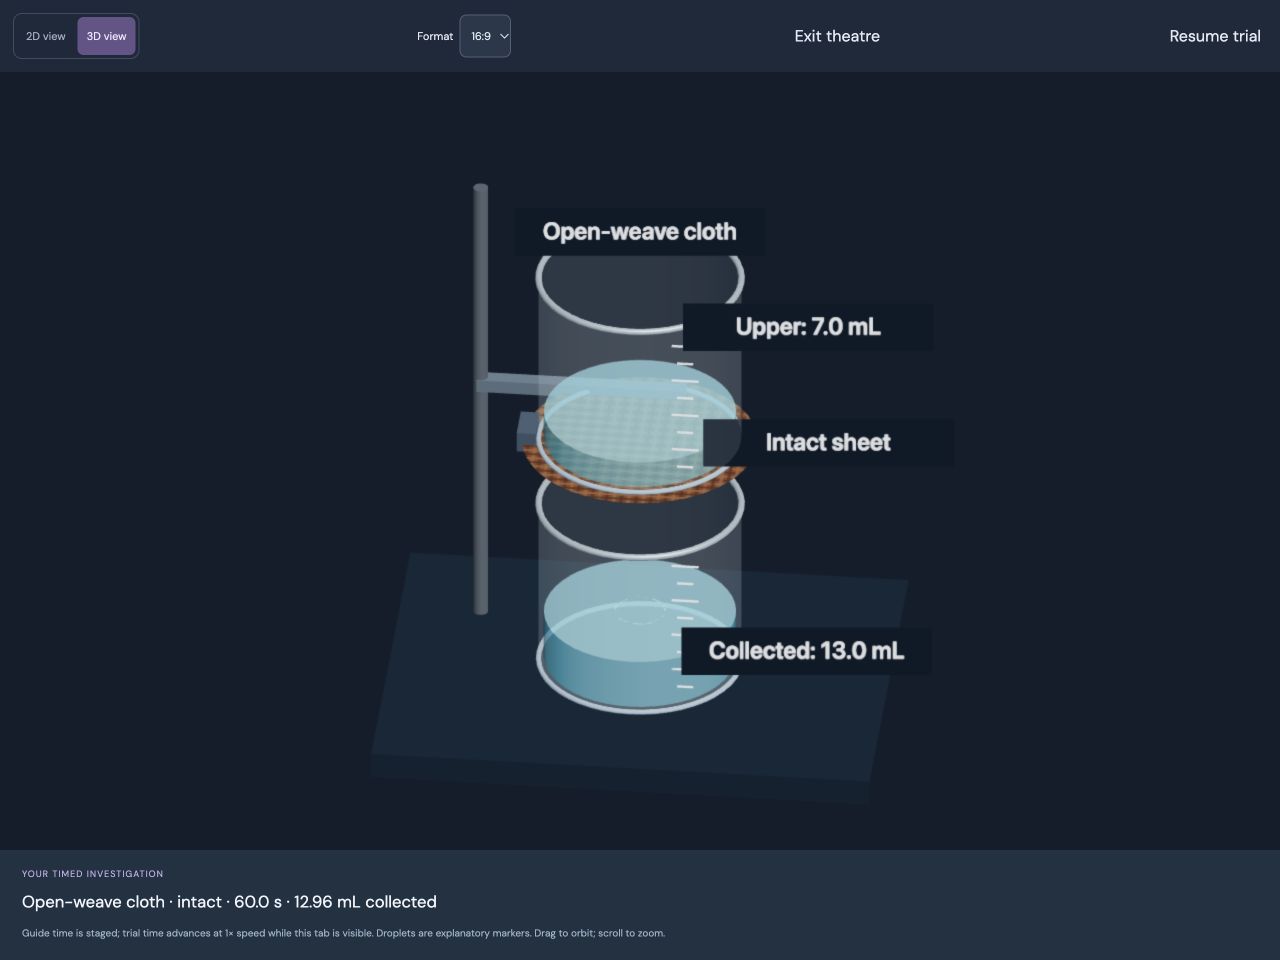 2D view
3D view
Format
16:9
Exit theatre
Resume trial
Open-weave cloth
Upper: 7.0 mL
Intact sheet
Collected: 13.0 mL
YOUR TIMED INVESTIGATION
Open-weave cloth · intact · 60.0 s · 12.96 mL collected
Guide time is staged; trial time advances at 1× speed while this tab is visible. Droplets are explanatory markers. Drag to orbit; scroll to zoom.